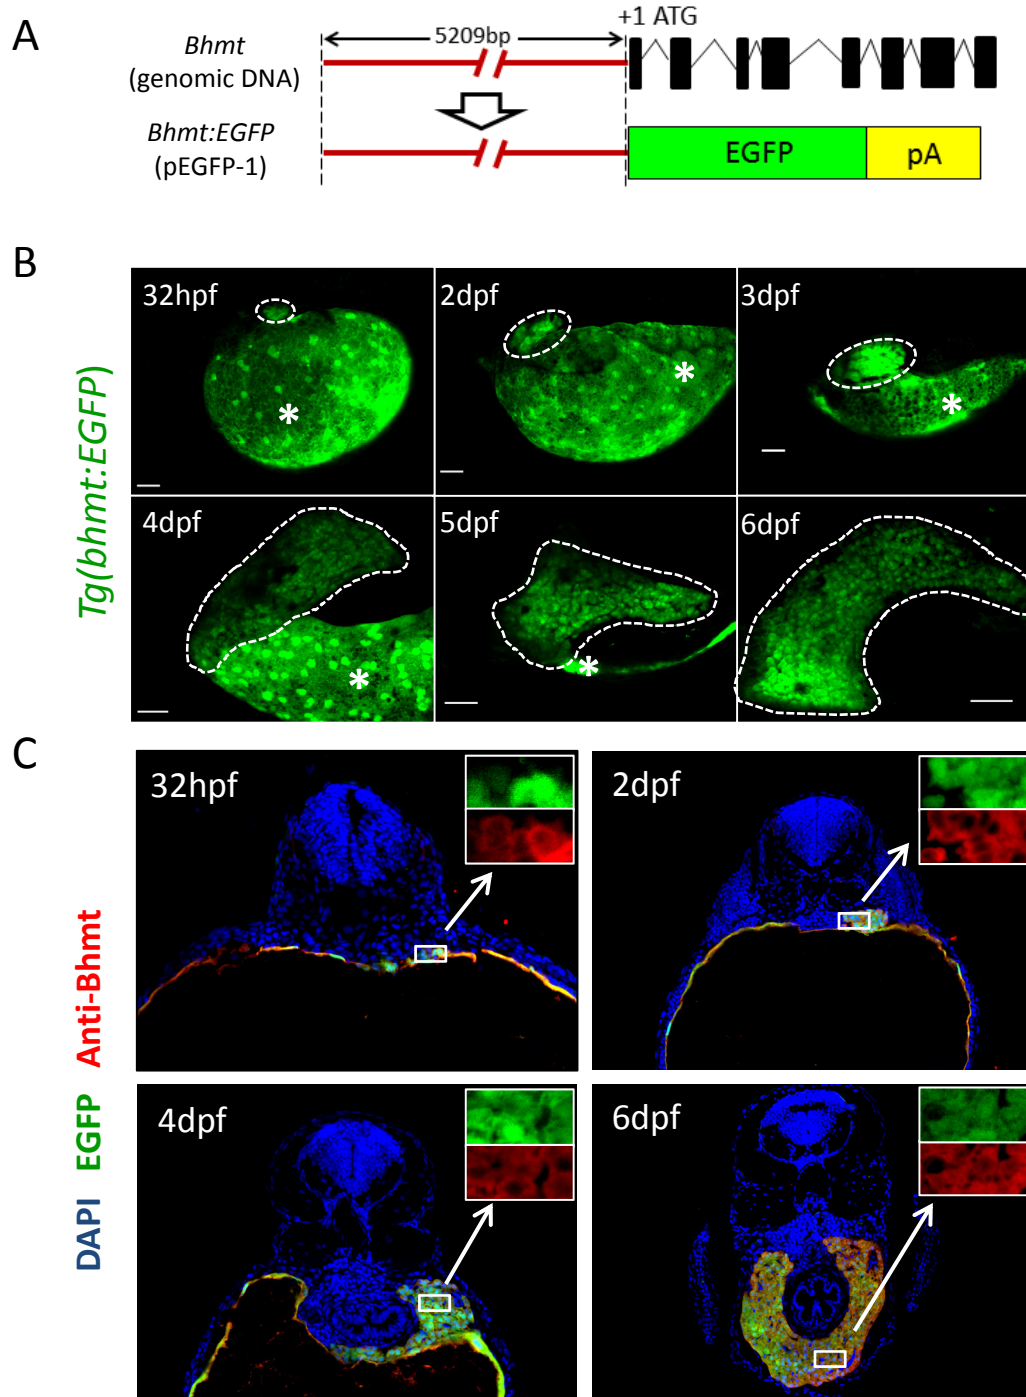 A
Bhmt
(genomic DNA)
5209bp
+1 ATG
Bhmt:EGFP
(pEGFP-1)
EGFP
pA
B
Tg(bhmt:EGFP)
32hpf
*
2dpf
*
3dpf
*
4dpf
*
5dpf
*
6dpf
C
DAPI EGFP Anti-Bhmt
32hpf
2dpf
4dpf
6dpf